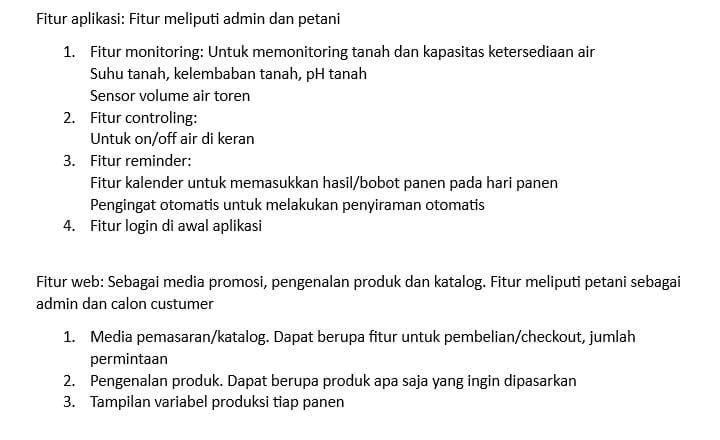 Fitur aplikasi: Fitur meliputi admin dan petani
1. Fitur monitoring: Untuk memonitoring tanah dan kapasitas ketersediaan air
Suhu tanah, kelembaban tanah, pH tanah
Sensor volume air toren
2. Fitur controling:
Untuk on/off air di keran
3. Fitur reminder:
Fitur kalender untuk memasukkan hasil/bobot panen pada hari panen
Pengingat otomatis untuk melakukan penyiraman otomatis
4. Fitur login di awal aplikasi
Fitur web: Sebagai media promosi, pengenalan produk dan katalog. Fitur meliputi petani sebagai
admin dan calon custumer
1. Media pemasaran/katalog. Dapat berupa fitur untuk pembelian/checkout, jumlah
permintaan
2. Pengenalan produk. Dapat berupa produk apa saja yang ingin dipasarkan
3. Tampilan variabel produksi tiap panen